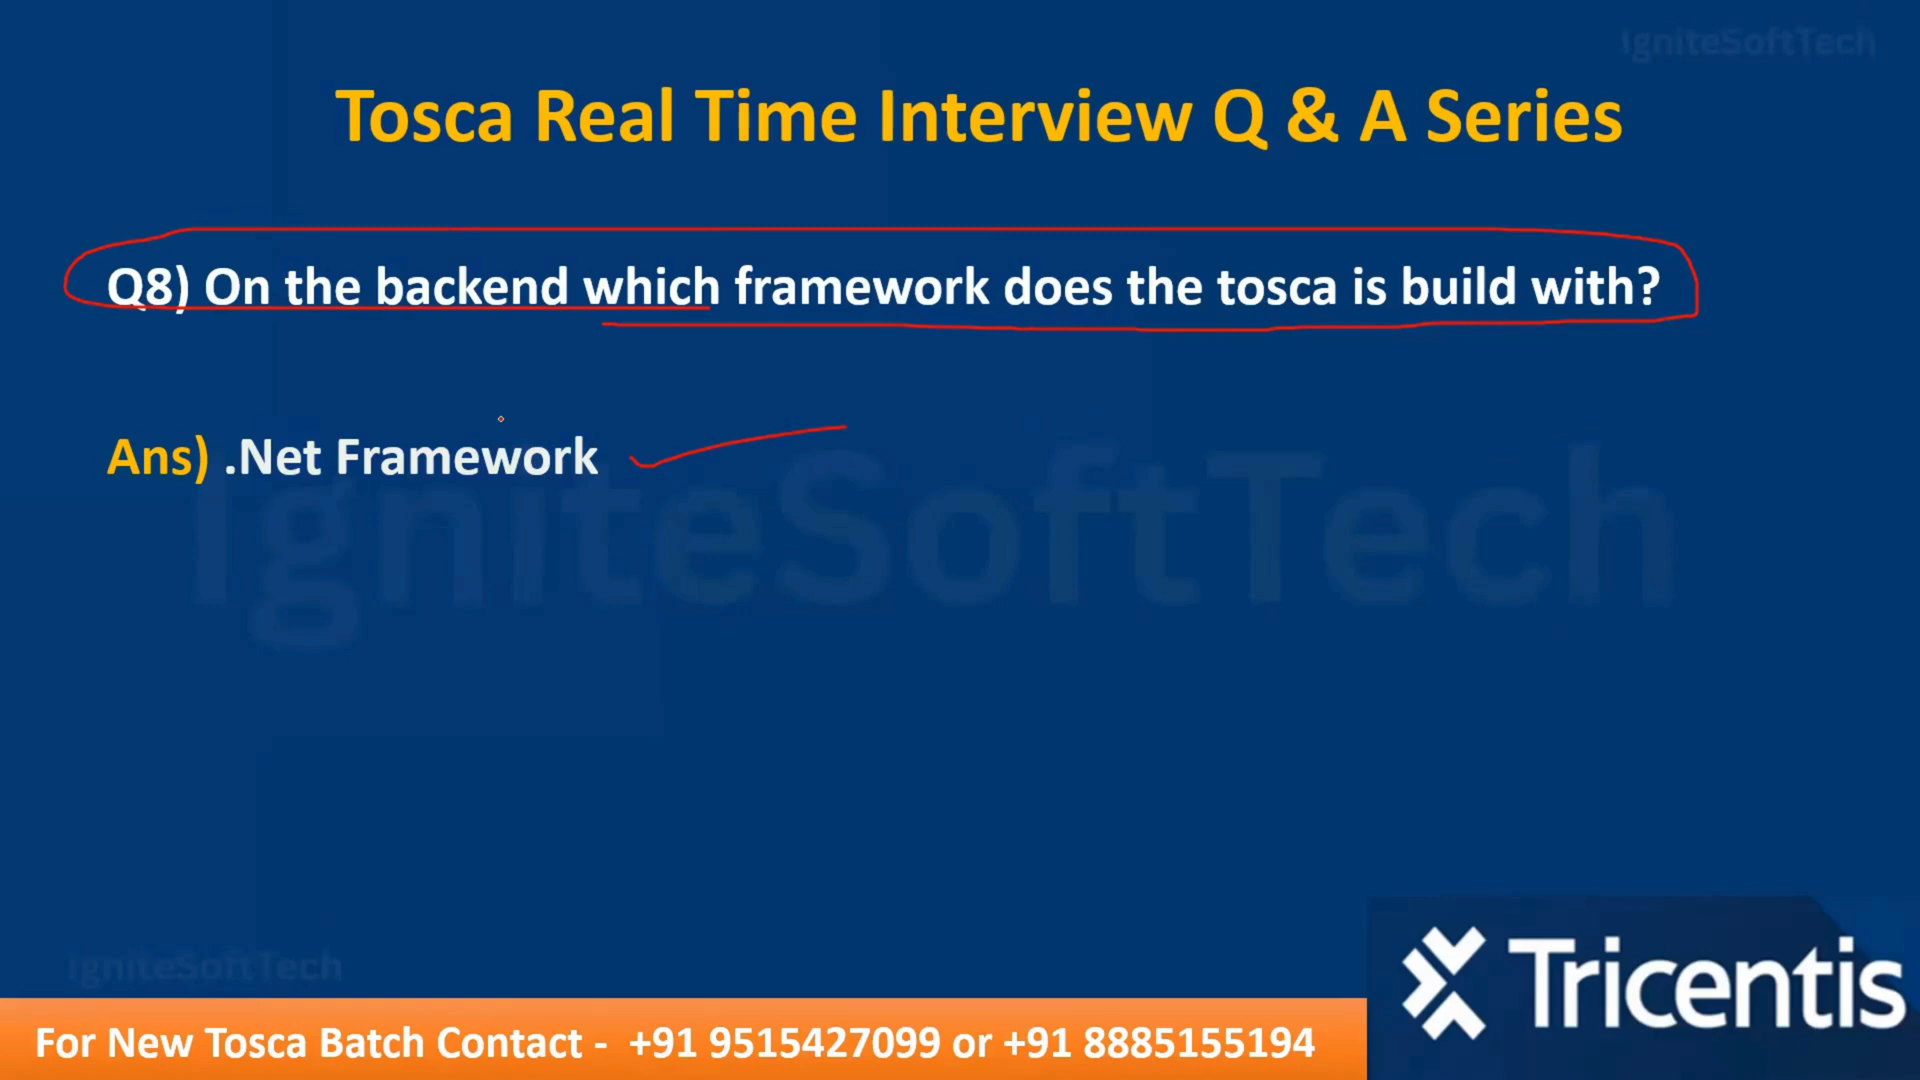 IgniteSoftTech
Tosca Real Time Interview Q & A Series
Q8) On the backend which framework does the tosca is build with?
Ans) .Net Framework
IgniteSoftTech
IgniteSoftTech
For New Tosca Batch Contact - +91 9515427099 or +91 8885155194
Tricentis